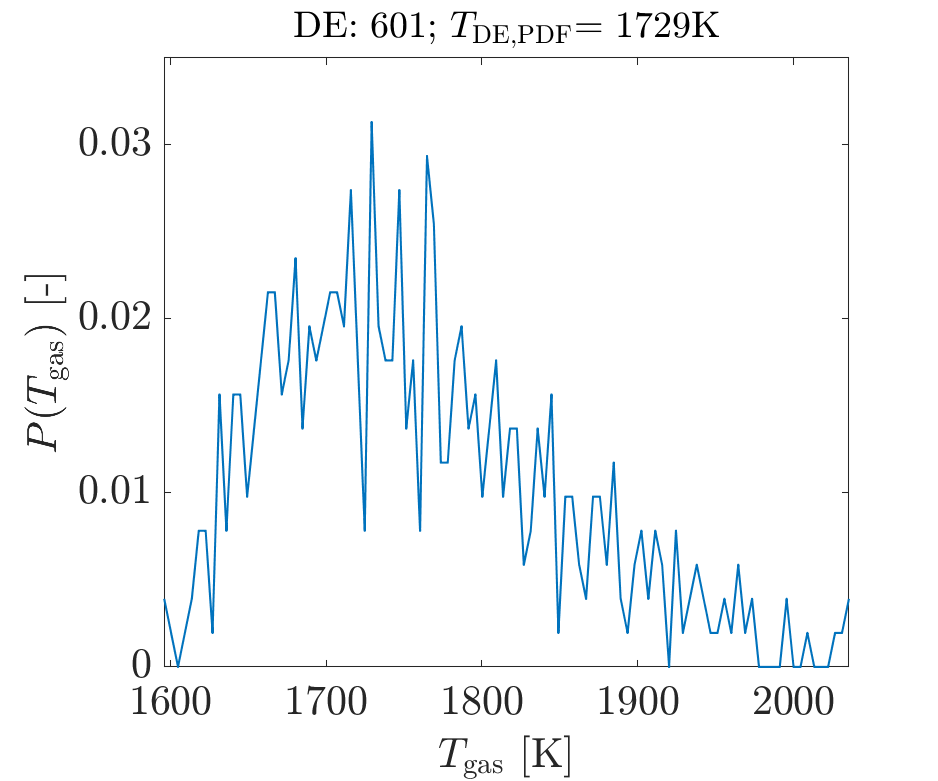 DE: 601; T_DE,PDF= 1729K
0.03
0.02
0.01
0
P(T_gas) [-]
1600 1700 1800 1900 2000
T_gas [K]